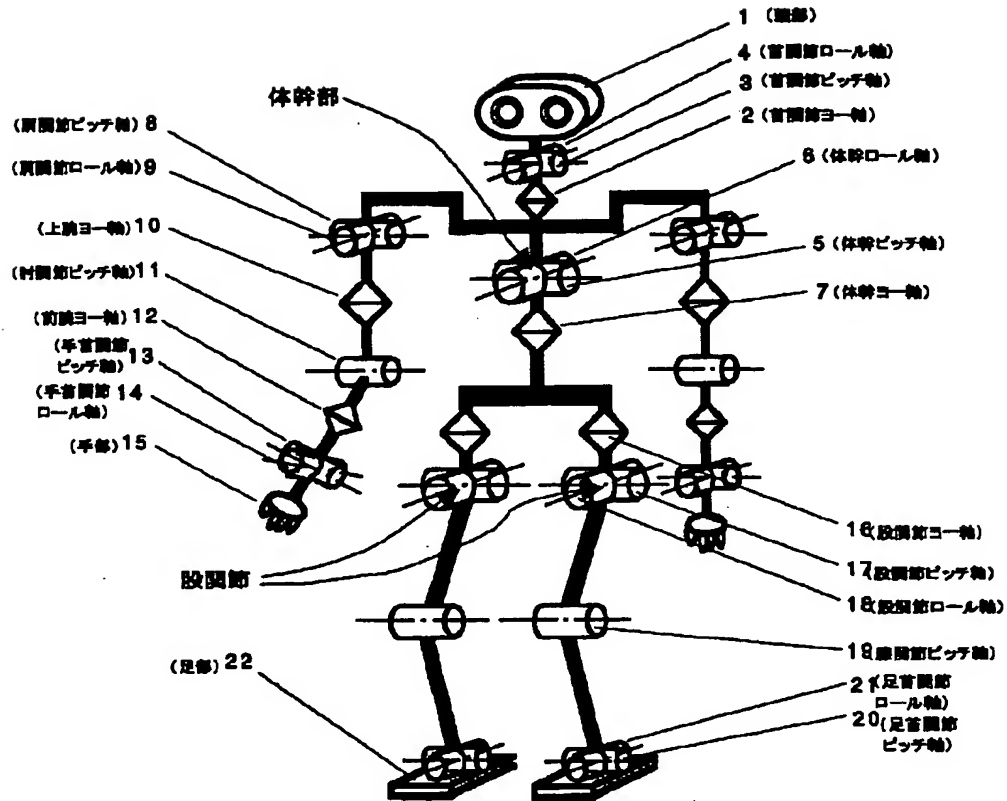 1 (頭部)
4 (首関節ロール軸)
3 (首関節ピッチ軸)
2 (首関節ヨー軸)
体幹部
6 (体幹ロール軸)
5 (体幹ピッチ軸)
7 (体幹ヨー軸)
(肩関節ピッチ軸) 8
(肩関節ロール軸) 9
(上腕ヨー軸) 10
(肘関節ピッチ軸) 11
(前腕ヨー軸) 12
(手首関節
ピッチ軸) 13
(手首関節 14
ロール軸)
(手部) 15
股関節
16 (股関節ヨー軸)
17 (股関節ピッチ軸)
18 (股関節ロール軸)
19 (膝関節ピッチ軸)
(足部) 22
21 (足首関節
ロール軸)
20 (足首関節
ピッチ軸)